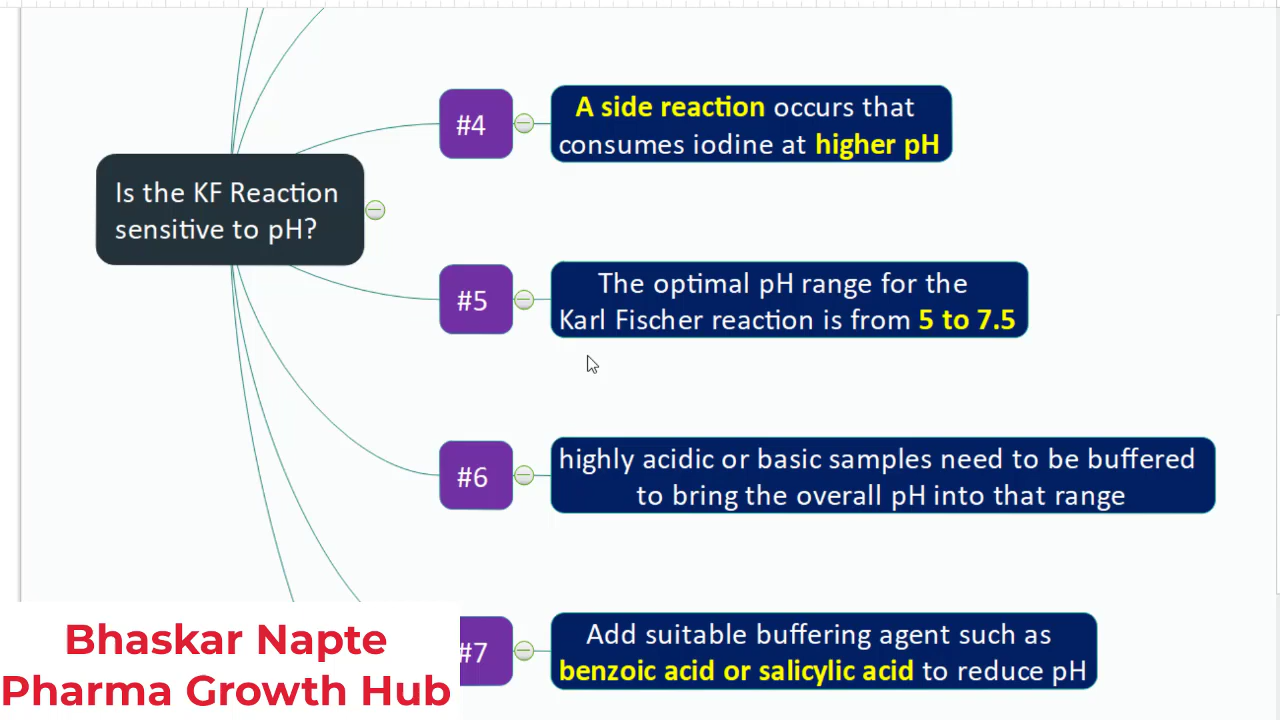 #4
A side reaction occurs that
consumes iodine at higher pH
Is the KF Reaction
sensitive to pH?
#5
The optimal pH range for the
Karl Fischer reaction is from 5 to 7.5
#6
highly acidic or basic samples need to be buffered
to bring the overall pH into that range
#7
Add suitable buffering agent such as
benzoic acid or salicylic acid to reduce pH
Bhaskar Napte
Pharma Growth Hub